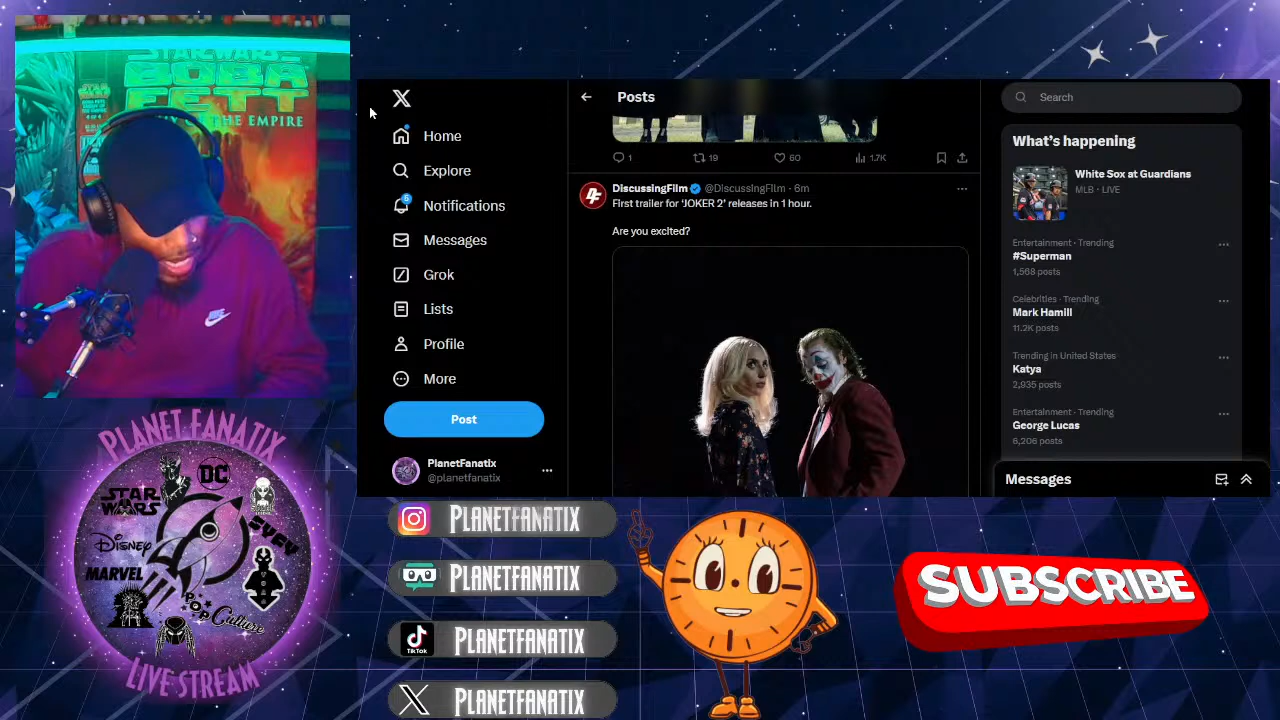 STAR WARS
BOBA
FETT
OF THE EMPIRE
Home
Explore
6
Notifications
Messages
Grok
Lists
Profile
More
Post
PlanetFanatix
@planetfanatix
Posts
1
19
60
1.7K
DiscussingFilm @DiscussingFilm · 6m
First trailer for 'JOKER 2' releases in 1 hour.
Are you excited?
Search
What's happening
White Sox at Guardians
MLB · LIVE
Entertainment · Trending
#Superman
1,568 posts
Celebrities · Trending
Mark Hamill
11.2K posts
Trending in United States
Katya
2,935 posts
Entertainment · Trending
George Lucas
6,206 posts
Messages
PLANET FANATIX
DC
STAR
WARS
SYFY
Disney
MARVEL
POP
Culture
LIVE STREAM
PLANETFANATIX
PLANETFANATIX
TikTok
PLANETFANATIX
PLANETFANATIX
SUBSCRIBE